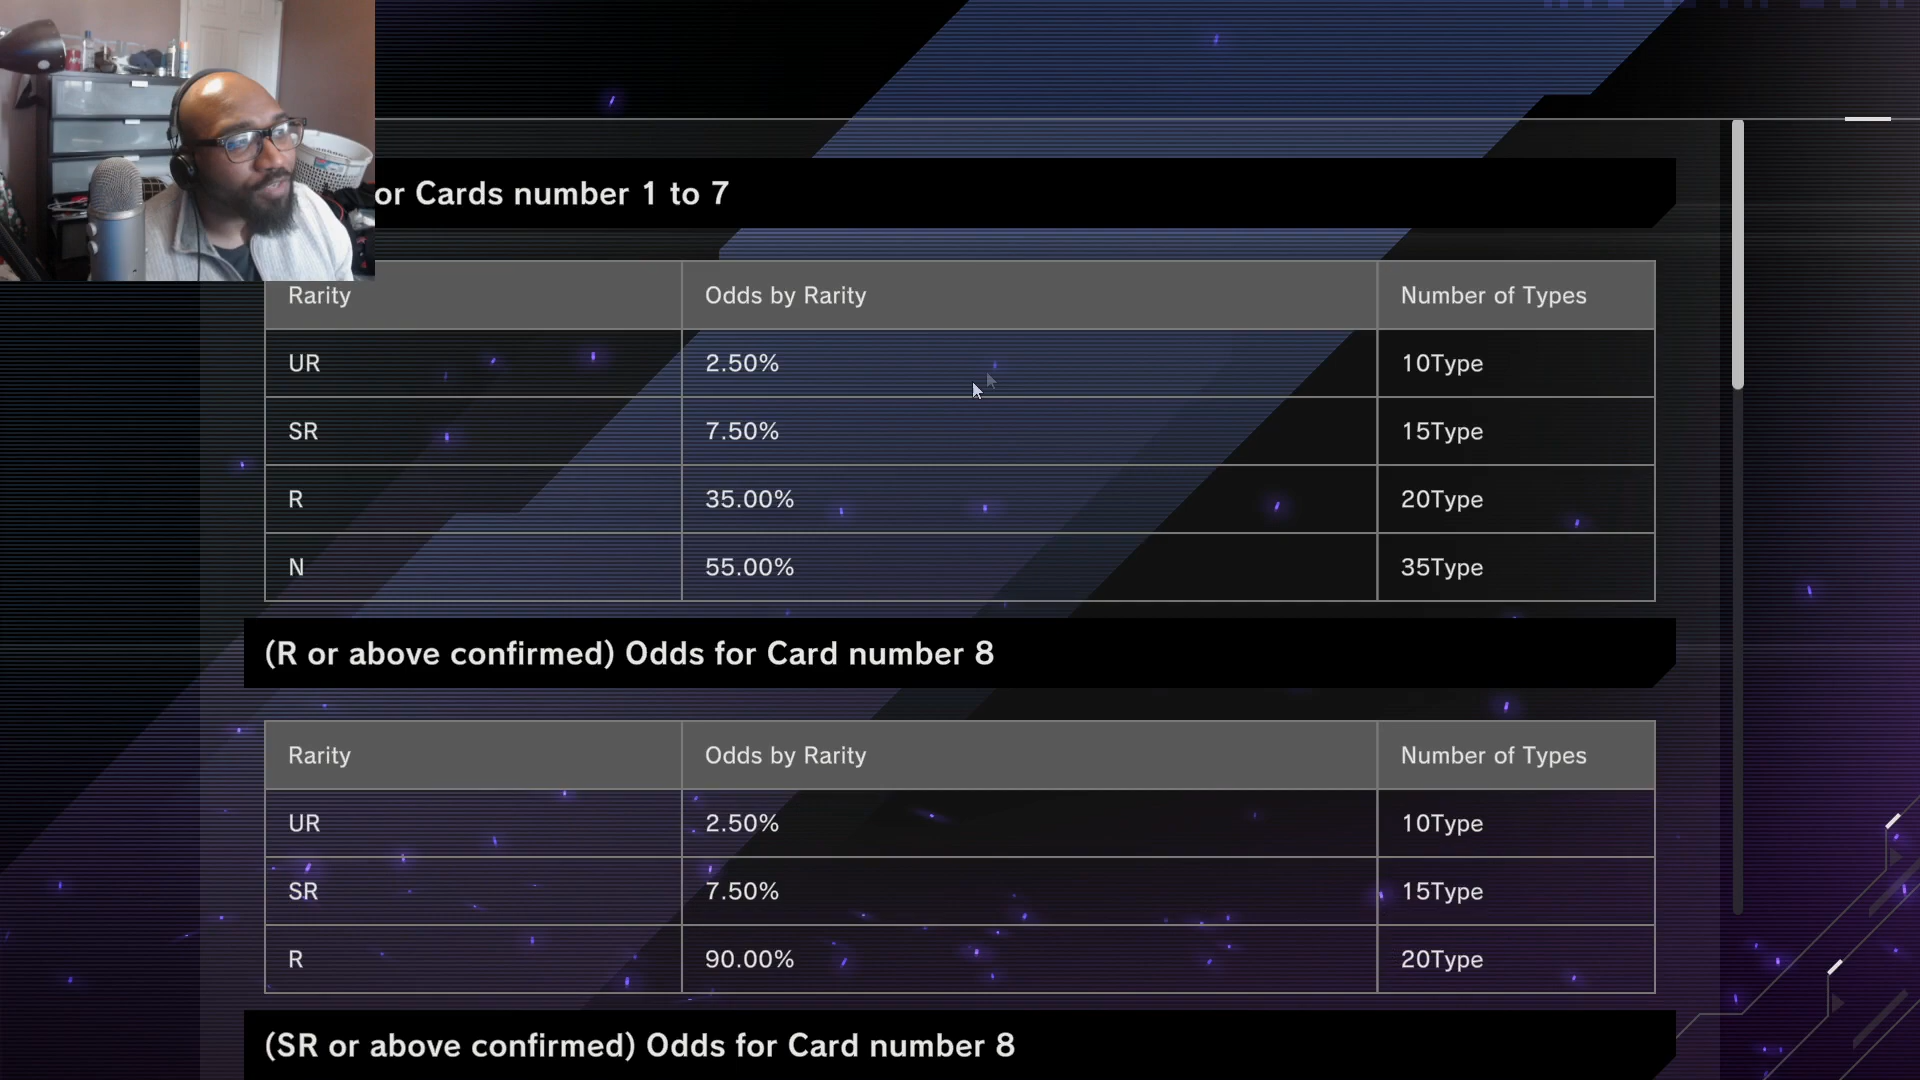 or Cards number 1 to 7
Rarity Odds by Rarity Number of Types
UR 2.50% 10Type
SR 7.50% 15Type
R 35.00% 20Type
N 55.00% 35Type
(R or above confirmed) Odds for Card number 8
Rarity Odds by Rarity Number of Types
UR 2.50% 10Type
SR 7.50% 15Type
R 90.00% 20Type
(SR or above confirmed) Odds for Card number 8